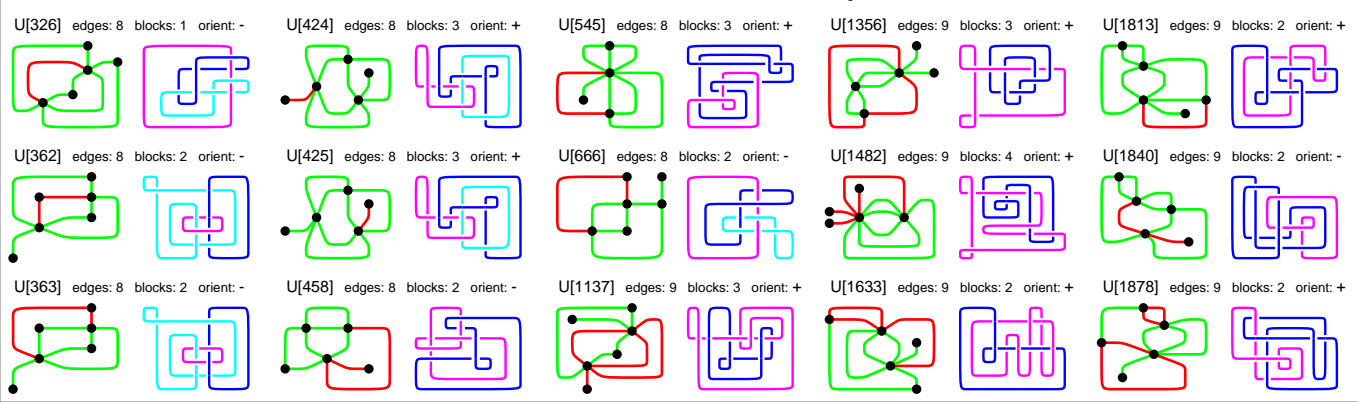 U[326] edges: 8 blocks: 1 orient: -
U[424] edges: 8 blocks: 3 orient: +
U[545] edges: 8 blocks: 3 orient: +
U[1356] edges: 9 blocks: 3 orient: +
U[1813] edges: 9 blocks: 2 orient: +
U[362] edges: 8 blocks: 2 orient: -
U[425] edges: 8 blocks: 3 orient: +
U[666] edges: 8 blocks: 2 orient: -
U[1482] edges: 9 blocks: 4 orient: +
U[1840] edges: 9 blocks: 2 orient: -
U[363] edges: 8 blocks: 2 orient: -
U[458] edges: 8 blocks: 2 orient: -
U[1137] edges: 9 blocks: 3 orient: +
U[1633] edges: 9 blocks: 2 orient: +
U[1878] edges: 9 blocks: 2 orient: +